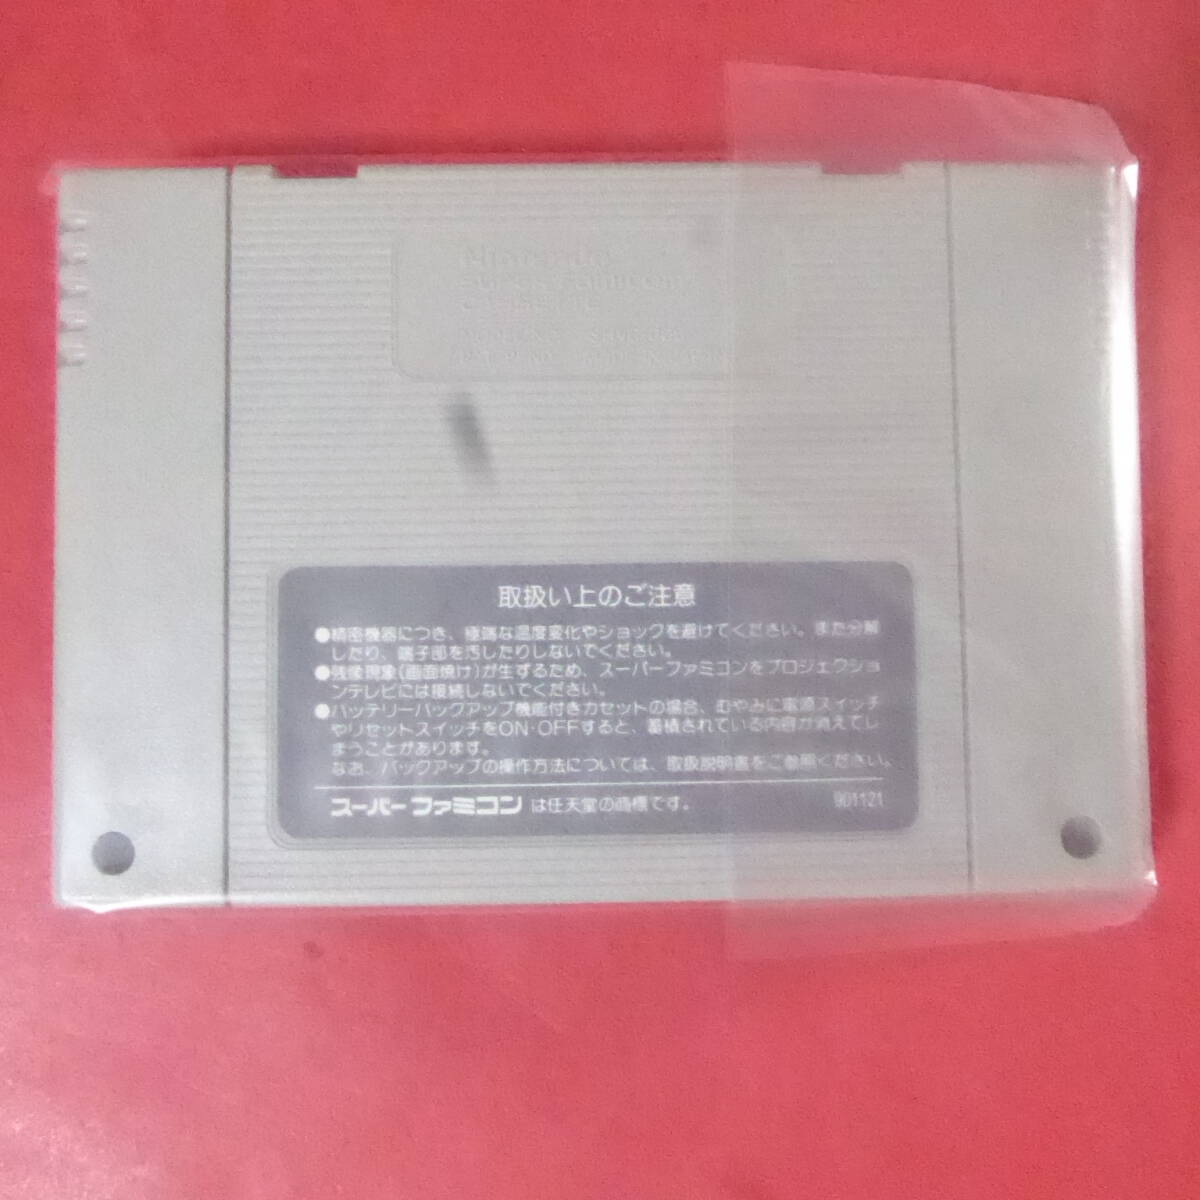 Nintendo
取扱い上のご注意
●精密機器につき、極端な温度変化やショックを避けてください。また分解
したり、端子部を汚したりしないでください。
●残像現象(画面焼け)が生ずるため、スーパーファミコンをプロジェクショ
ンテレビには接続しないでください。
●バッテリーバックアップ機能付きカセットの場合、むやみに電源スイッチ
やリセットスイッチをON・OFFすると、蓄積されている内容が消えてし
まうことがあります。
なお、バックアップの操作方法については、取扱説明書をご参照ください。
スーパーファミコンは任天堂の商標です。 901121